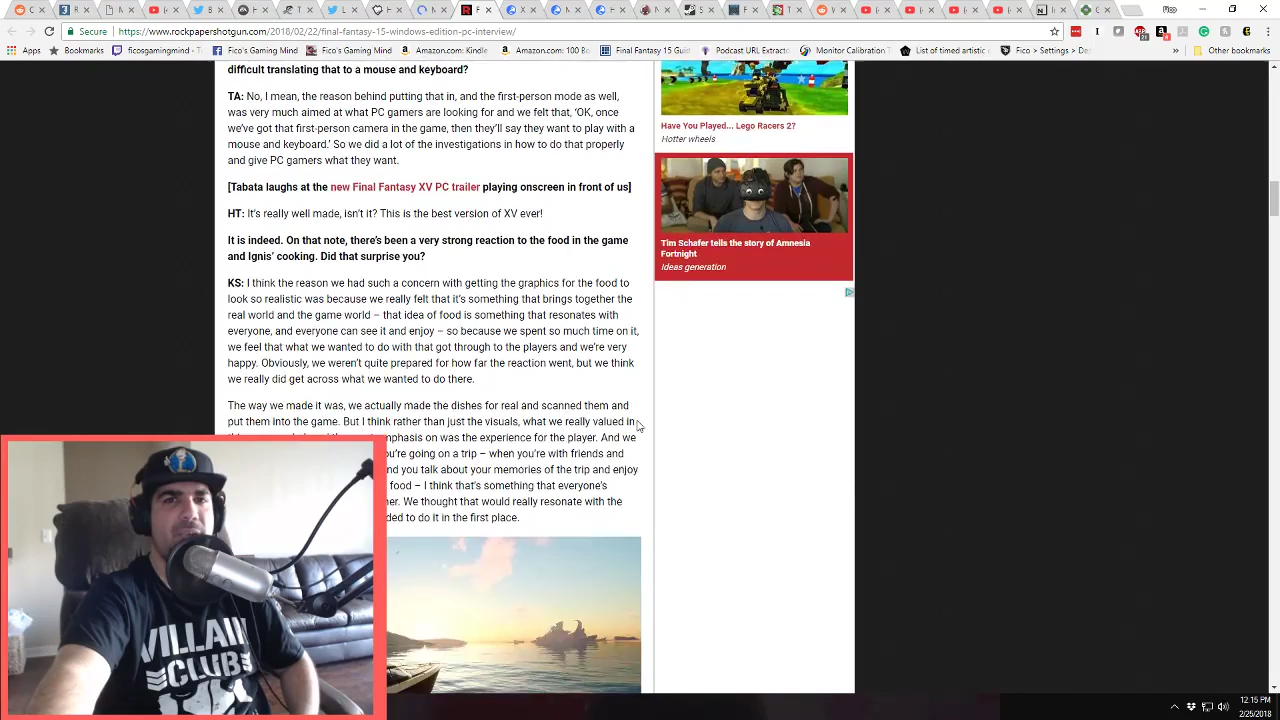 Secure
https://www.rockpapershotgun.com/2018/02/22/final-fantasy-15-windows-edition-pc-interview/
Apps
Bookmarks
ficosgamingmind - T
Fico's Gaming Mind
Fico's Gaming Mind
Amazon.com
Amazon.com: 100 B
Final Fantasy 15 Guid
Podcast URL Extract
Monitor Calibration T
List of timed artistic
Fico > Settings > De
Other bookmarks
difficult translating that to a mouse and keyboard?
TA: No, I mean, the reason behind putting that in, and the first-person mode as well,
was very much aimed at what PC gamers are looking for and we felt that, ‘OK, once
we’ve got that first-person camera in the game, then they’ll say they want to play with a
mouse and keyboard.’ So we did a lot of the investigations in how to do that properly
and give PC gamers what they want.
[Tabata laughs at the new Final Fantasy XV PC trailer playing onscreen in front of us]
HT: It’s really well made, isn’t it? This is the best version of XV ever!
It is indeed. On that note, there’s been a very strong reaction to the food in the game
and Ignis’ cooking. Did that surprise you?
KS: I think the reason we had such a concern with getting the graphics for the food to
look so realistic was because we really felt that it’s something that brings together the
real world and the game world – that idea of food is something that resonates with
everyone, and everyone can see it and enjoy – so because we spent so much time on it,
we feel that what we wanted to do with that got through to the players and we’re very
happy. Obviously, we weren’t quite prepared for how far the reaction went, but we think
we really did get across what we wanted to do there.
The way we made it was, we actually made the dishes for real and scanned them and
put them into the game. But I think rather than just the visuals, what we really valued in
emphasis on was the experience for the player. And we
you’re going on a trip – when you’re with friends and
and you talk about your memories of the trip and enjoy
food – I think that’s something that everyone’s
We thought that would really resonate with the
to do it in the first place.
Have You Played... Lego Racers 2?
Hotter wheels
Tim Schafer tells the story of Amnesia
Fortnight
Ideas generation
VILLAIN
CLUB
12:15 PM
2/25/2018